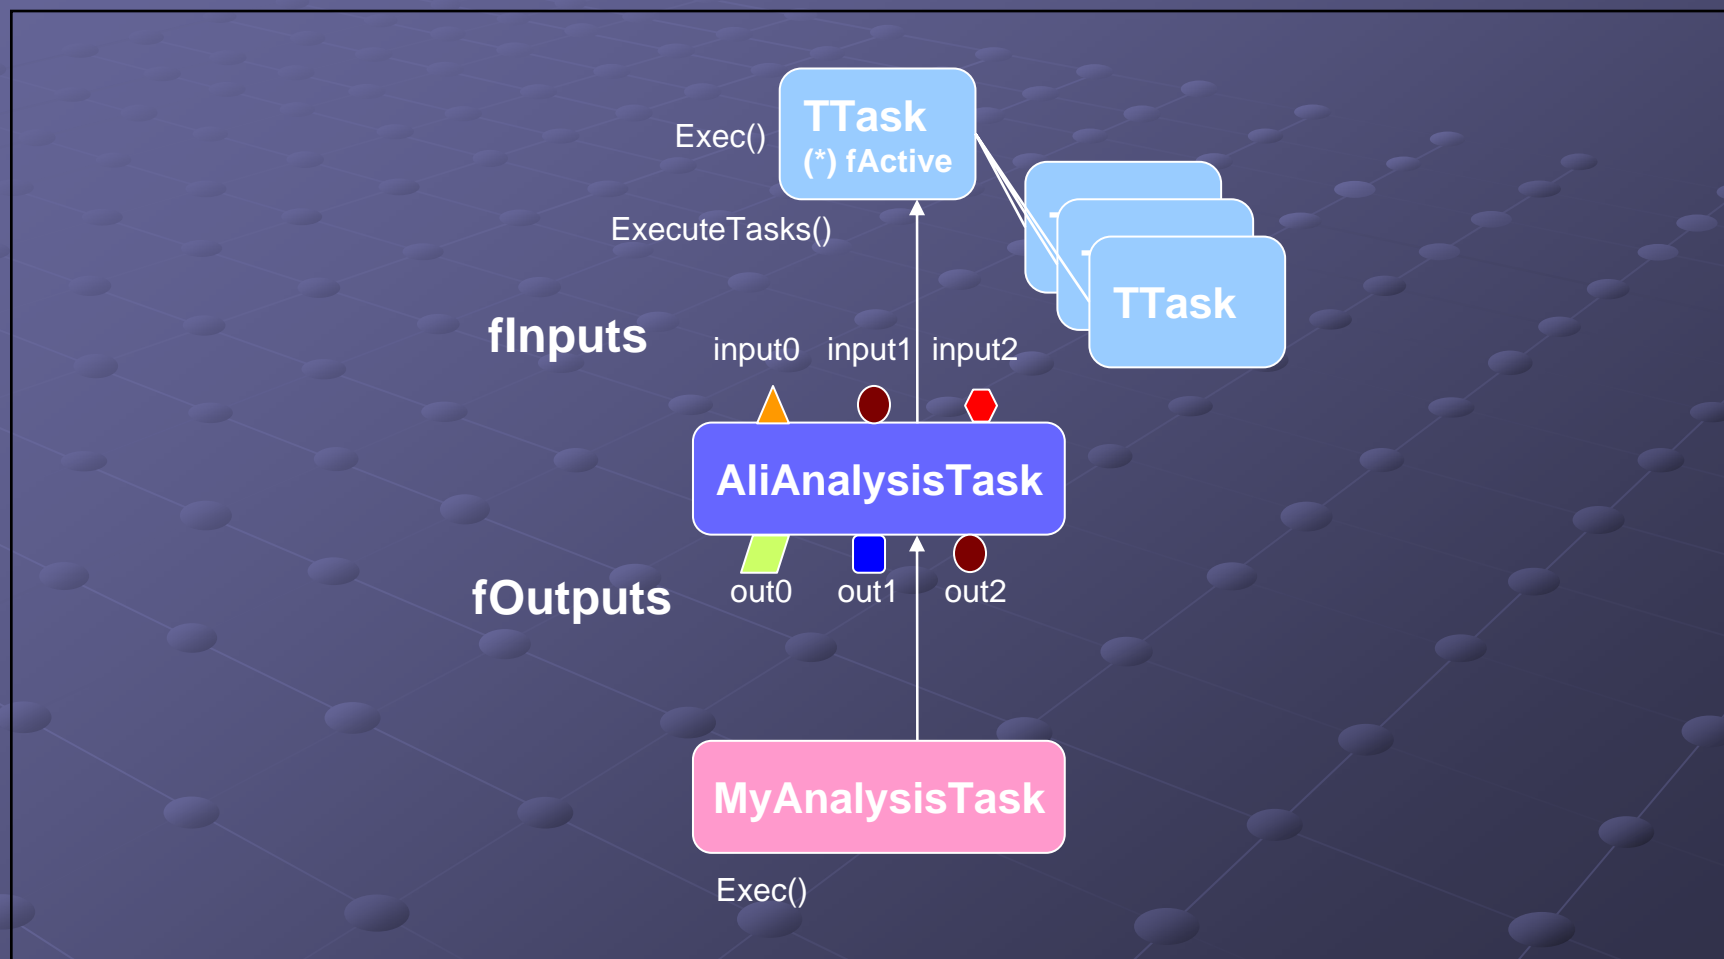 TTask
Exec()
(*) fActive
ExecuteTasks()
TTask
fInputs
input0 input1 input2
AliAnalysisTask
fOutputs
out0 out1 out2
MyAnalysisTask
Exec()